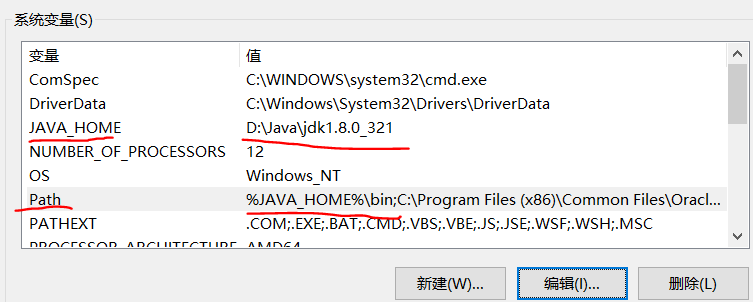 系统变量(S)
变量 值
ComSpec C:\WINDOWS\system32\cmd.exe
DriverData C:\Windows\System32\Drivers\DriverData
JAVA_HOME D:\Java\jdk1.8.0_321
NUMBER_OF_PROCESSORS 12
OS Windows_NT
Path %JAVA_HOME%\bin;C:\Program Files (x86)\Common Files\Oracl...
PATHEXT .COM;.EXE;.BAT;.CMD;.VBS;.VBE;.JS;.JSE;.WSF;.WSH;.MSC
PROCESSOR_ARCHITECTURE AMD64
新建(W)... 编辑(I)... 删除(L)